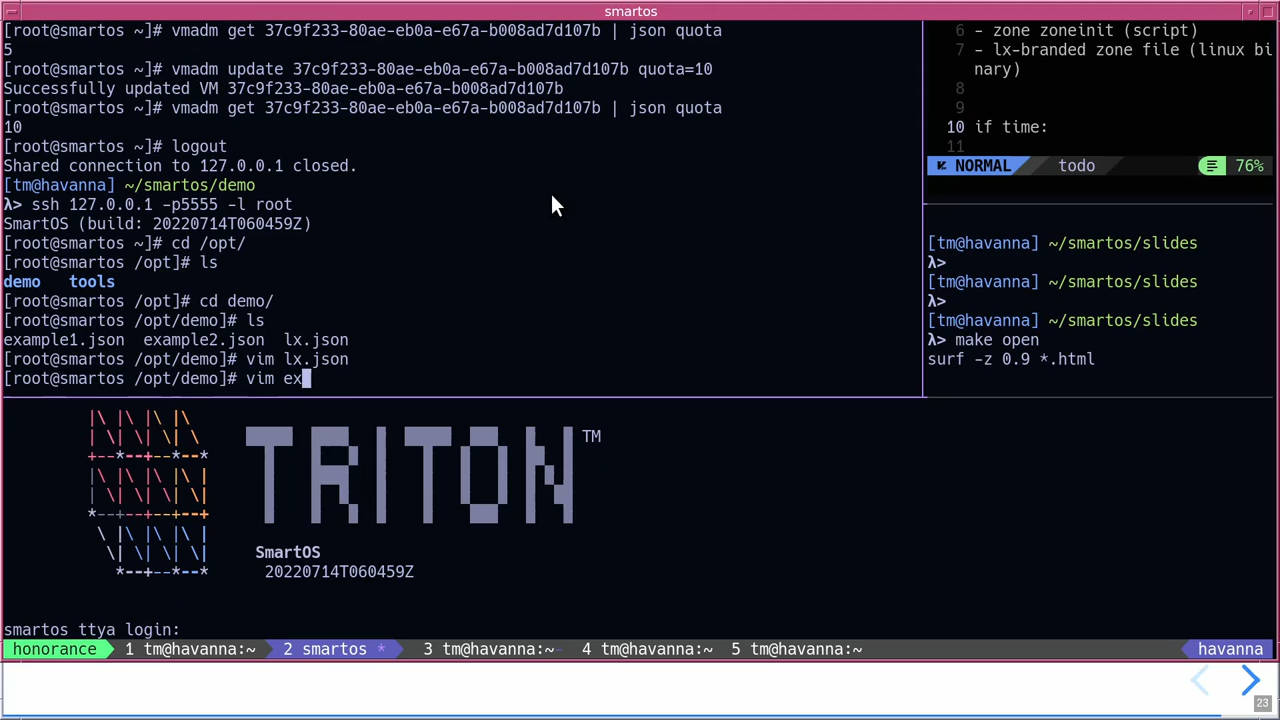 smartos
[root@smartos ~]# vmadm get 37c9f233-80ae-eb0a-e67a-b008ad7d107b | json quota
5
[root@smartos ~]# vmadm update 37c9f233-80ae-eb0a-e67a-b008ad7d107b quota=10
Successfully updated VM 37c9f233-80ae-eb0a-e67a-b008ad7d107b
[root@smartos ~]# vmadm get 37c9f233-80ae-eb0a-e67a-b008ad7d107b | json quota
10
[root@smartos ~]# logout
Shared connection to 127.0.0.1 closed.
[tm@havanna] ~/smartos/demo
λ> ssh 127.0.0.1 -p5555 -l root
SmartOS (build: 20220714T060459Z)
[root@smartos ~]# cd /opt/
[root@smartos /opt]# ls
demo   tools
[root@smartos /opt]# cd demo/
[root@smartos /opt/demo]# ls
example1.json  example2.json  lx.json
[root@smartos /opt/demo]# vim lx.json
[root@smartos /opt/demo]# vim ex
6 - zone zoneinit (script)
7 - lx-branded zone file (linux bi
nary)
8
9
10 if time:
11
NORMAL todo 76%
[tm@havanna] ~/smartos/slides
λ>
[tm@havanna] ~/smartos/slides
λ>
[tm@havanna] ~/smartos/slides
λ> make open
surf -z 0.9 *.html
TRITON TM
SmartOS
20220714T060459Z
smartos ttya login:
honorance 1 tm@havanna:~ 2 smartos * 3 tm@havanna:~- 4 tm@havanna:~ 5 tm@havanna:~ havanna
23